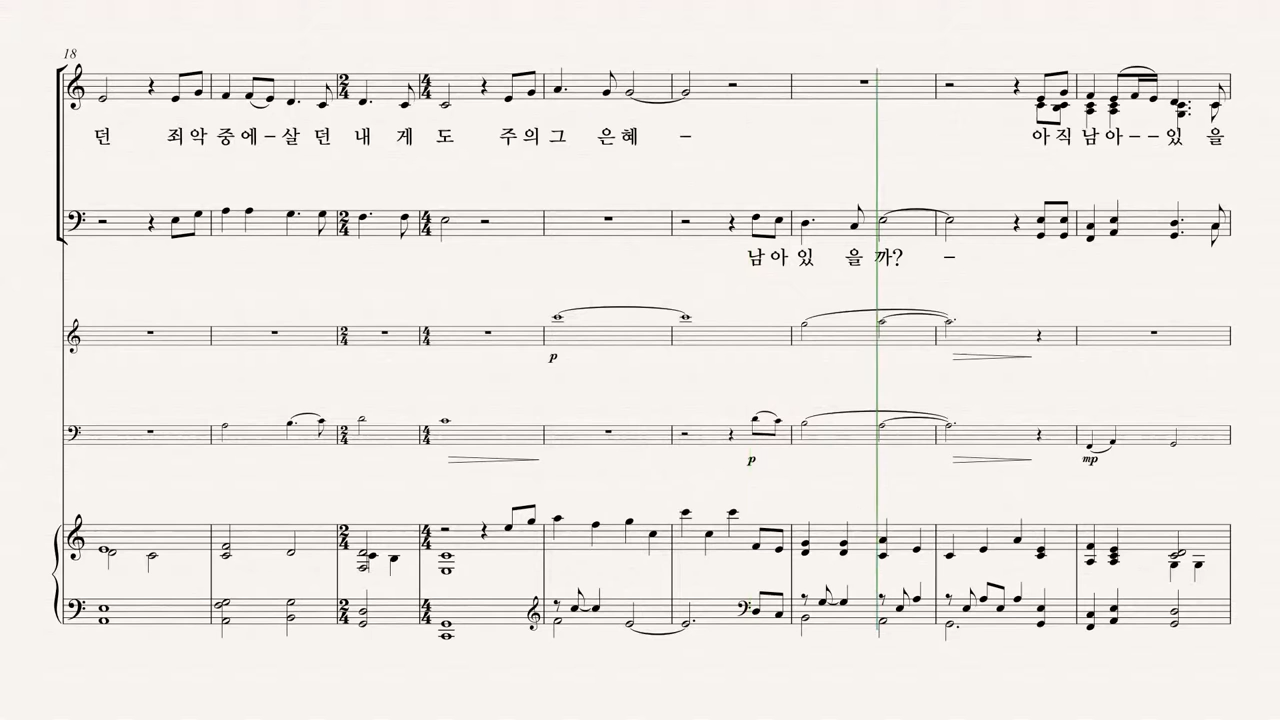 18
던 죄악 중에–살 던 내 게 도 주의 그 은혜 – 아직 남아––있 을
남아 있 을 까? –
p
p mp